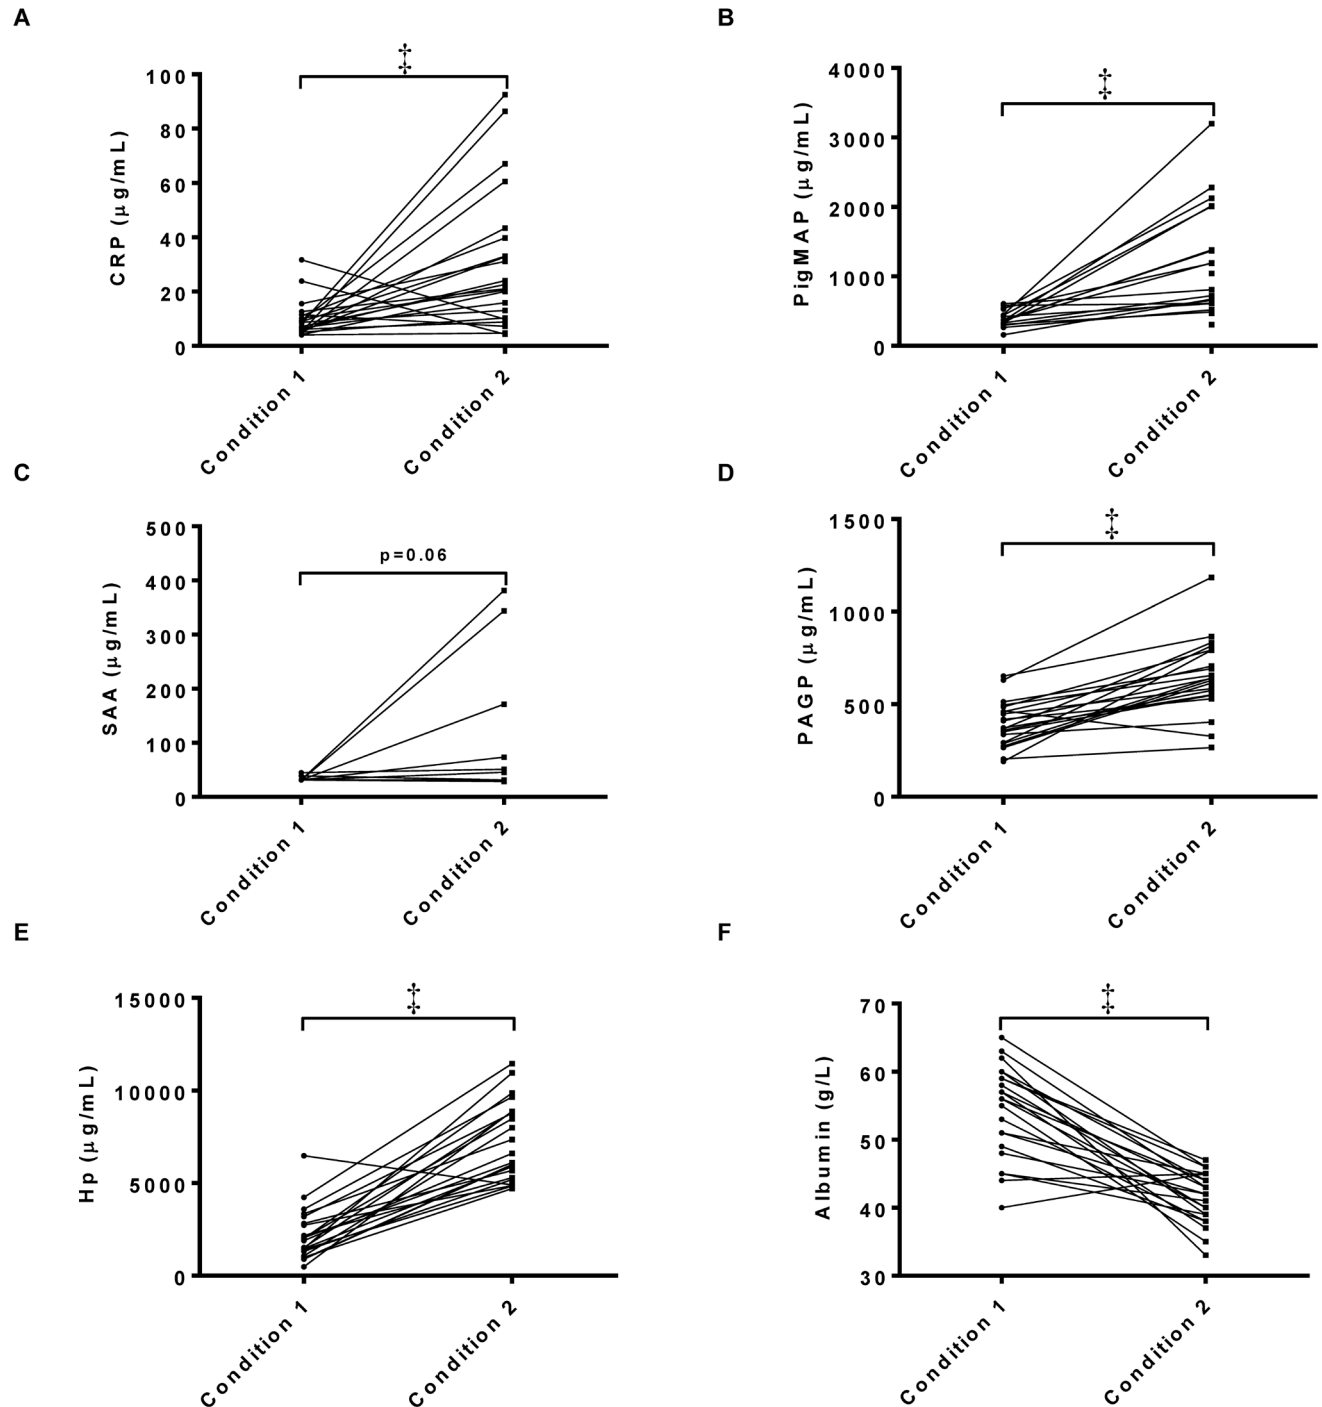 A
‡
CRP (μg/mL)
100
80
60
40
20
0
Condition 1
Condition 2
B
‡
PigMAP (μg/mL)
4000
3000
2000
1000
0
Condition 1
Condition 2
C
p=0.06
SAA (μg/mL)
500
400
300
200
100
0
Condition 1
Condition 2
D
‡
PAGP (μg/mL)
1500
1000
500
0
Condition 1
Condition 2
E
‡
Hp (μg/mL)
15000
10000
5000
0
Condition 1
Condition 2
F
‡
Albumin (g/L)
70
60
50
40
30
Condition 1
Condition 2